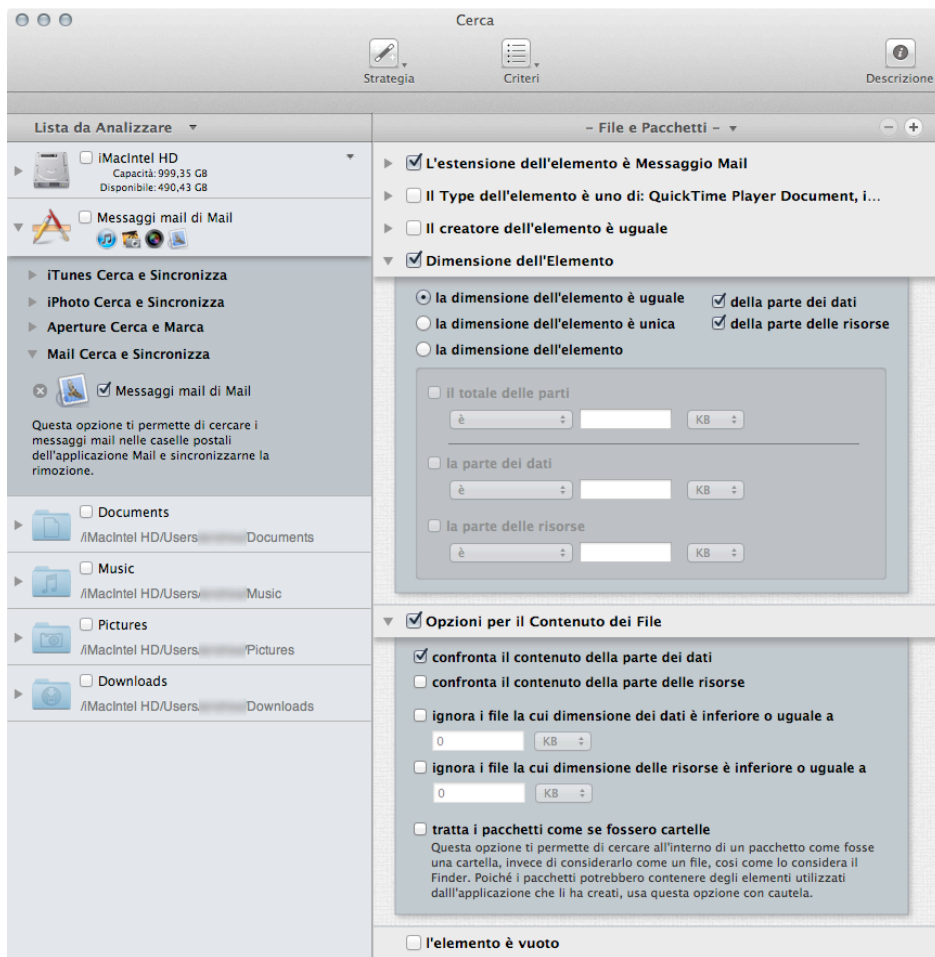 Cerca
Strategia
Criteri
Descrizione
Lista da Analizzare
iMacIntel HD
Capacità: 999,35 GB
Disponibile: 490,43 GB
Messaggi mail di Mail
iTunes Cerca e Sincronizza
iPhoto Cerca e Sincronizza
Aperture Cerca e Marca
Mail Cerca e Sincronizza
Messaggi mail di Mail
Questa opzione ti permette di cercare i
messaggi mail nelle caselle postali
dell'applicazione Mail e sincronizzarne la
rimozione.
Documents
/iMacIntel HD/Users/ /Documents
Music
/iMacIntel HD/Users/ /Music
Pictures
/iMacIntel HD/Users/ /Pictures
Downloads
/iMacIntel HD/Users/ /Downloads
– File e Pacchetti –
L'estensione dell'elemento è Messaggio Mail
Il Type dell'elemento è uno di: QuickTime Player Document, i...
Il creatore dell'elemento è uguale
Dimensione dell'Elemento
la dimensione dell'elemento è uguale
della parte dei dati
la dimensione dell'elemento è unica
della parte delle risorse
la dimensione dell'elemento
il totale delle parti
è
KB
la parte dei dati
è
KB
la parte delle risorse
è
KB
Opzioni per il Contenuto dei File
confronta il contenuto della parte dei dati
confronta il contenuto della parte delle risorse
ignora i file la cui dimensione dei dati è inferiore o uguale a
0
KB
ignora i file la cui dimensione delle risorse è inferiore o uguale a
0
KB
tratta i pacchetti come se fossero cartelle
Questa opzione ti permette di cercare all'interno di un pacchetto come fosse
una cartella, invece di considerarlo come un file, cosi come lo considera il
Finder. Poiché i pacchetti potrebbero contenere degli elementi utilizzati
dalll'applicazione che li ha creati, usa questa opzione con cautela.
l'elemento è vuoto